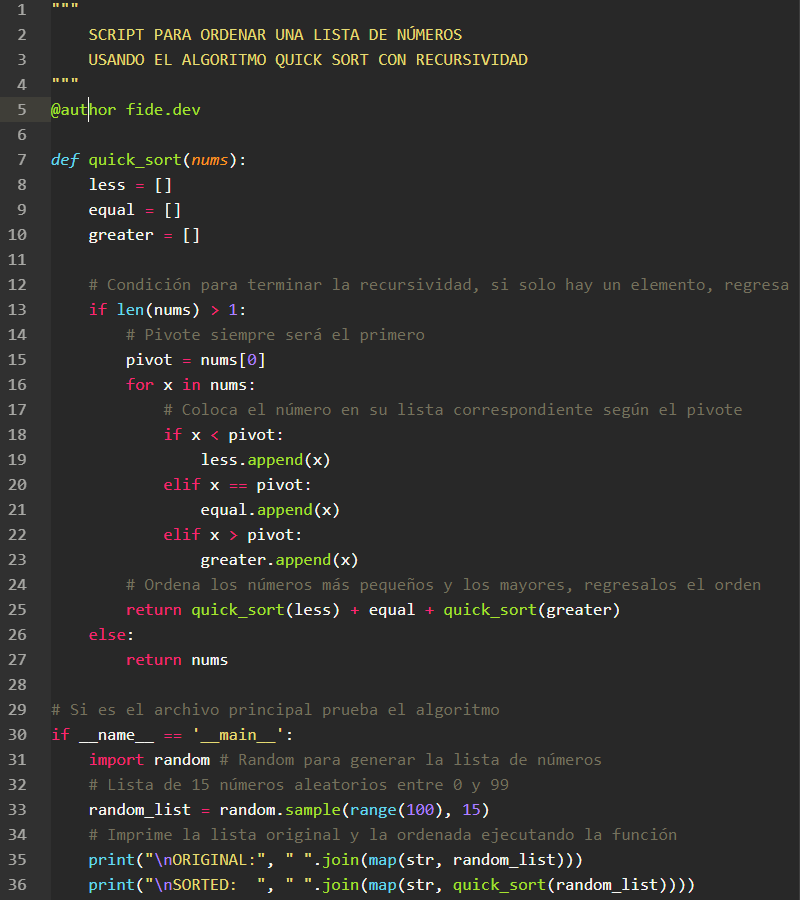 1 """
2     SCRIPT PARA ORDENAR UNA LISTA DE NÚMEROS
3     USANDO EL ALGORITMO QUICK SORT CON RECURSIVIDAD
4 """
5 @author fide.dev
6
7 def quick_sort(nums):
8     less = []
9     equal = []
10     greater = []
11
12     # Condición para terminar la recursividad, si solo hay un elemento, regresa
13     if len(nums) > 1:
14         # Pivote siempre será el primero
15         pivot = nums[0]
16         for x in nums:
17             # Coloca el número en su lista correspondiente según el pivote
18             if x < pivot:
19                 less.append(x)
20             elif x == pivot:
21                 equal.append(x)
22             elif x > pivot:
23                 greater.append(x)
24         # Ordena los números más pequeños y los mayores, regresalos el orden
25         return quick_sort(less) + equal + quick_sort(greater)
26     else:
27         return nums
28
29 # Si es el archivo principal prueba el algoritmo
30 if __name__ == '__main__':
31     import random # Random para generar la lista de números
32     # Lista de 15 números aleatorios entre 0 y 99
33     random_list = random.sample(range(100), 15)
34     # Imprime la lista original y la ordenada ejecutando la función
35     print("\nORIGINAL:", " ".join(map(str, random_list)))
36     print("\nSORTED:  ", " ".join(map(str, quick_sort(random_list))))